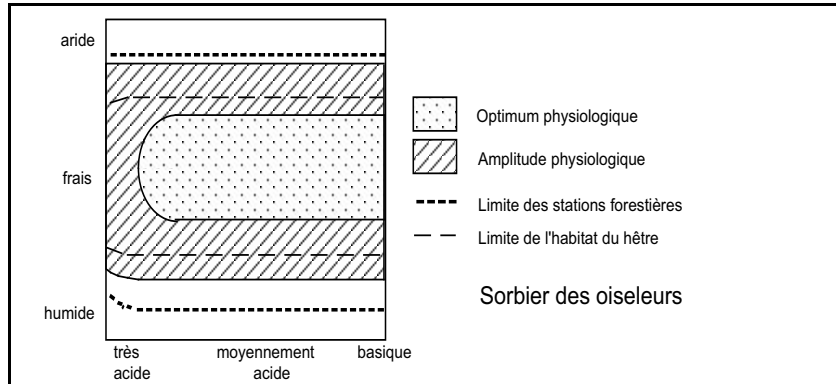 aride
frais
humide
très
acide
moyennement
acide
basique
Optimum physiologique
Amplitude physiologique
Limite des stations forestières
Limite de l'habitat du hêtre
Sorbier des oiseleurs